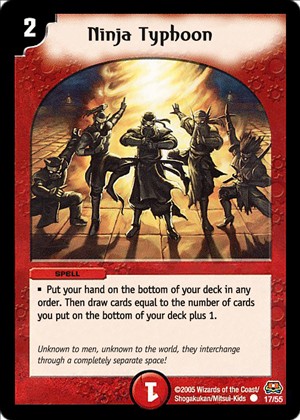 2
Ninja Typhoon
SPELL
▪ Put your hand on the bottom of your deck in any
order. Then draw cards equal to the number of cards
you put on the bottom of your deck plus 1.
Unknown to men, unknown to the world, they interchange
through a completely separate space!
1
©2005 Wizards of the Coast/
Shogakukan/Mitsui-Kids ● 17/55